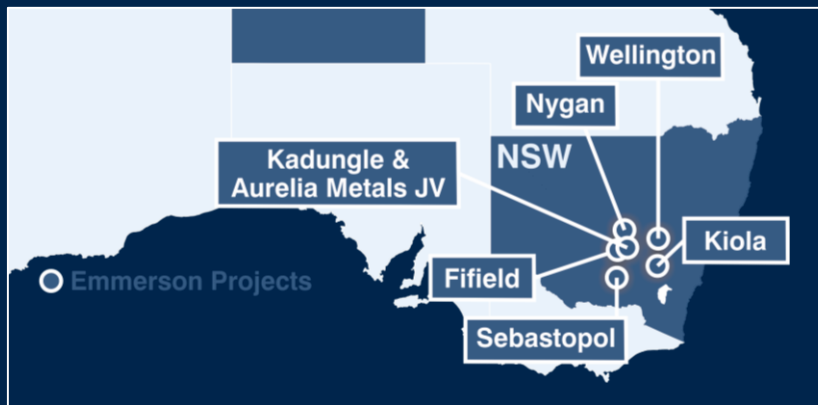 Wellington
Nygan
NSW
Kadungle &
Aurelia Metals JV
Kiola
Fifield
Emmerson Projects
Sebastopol